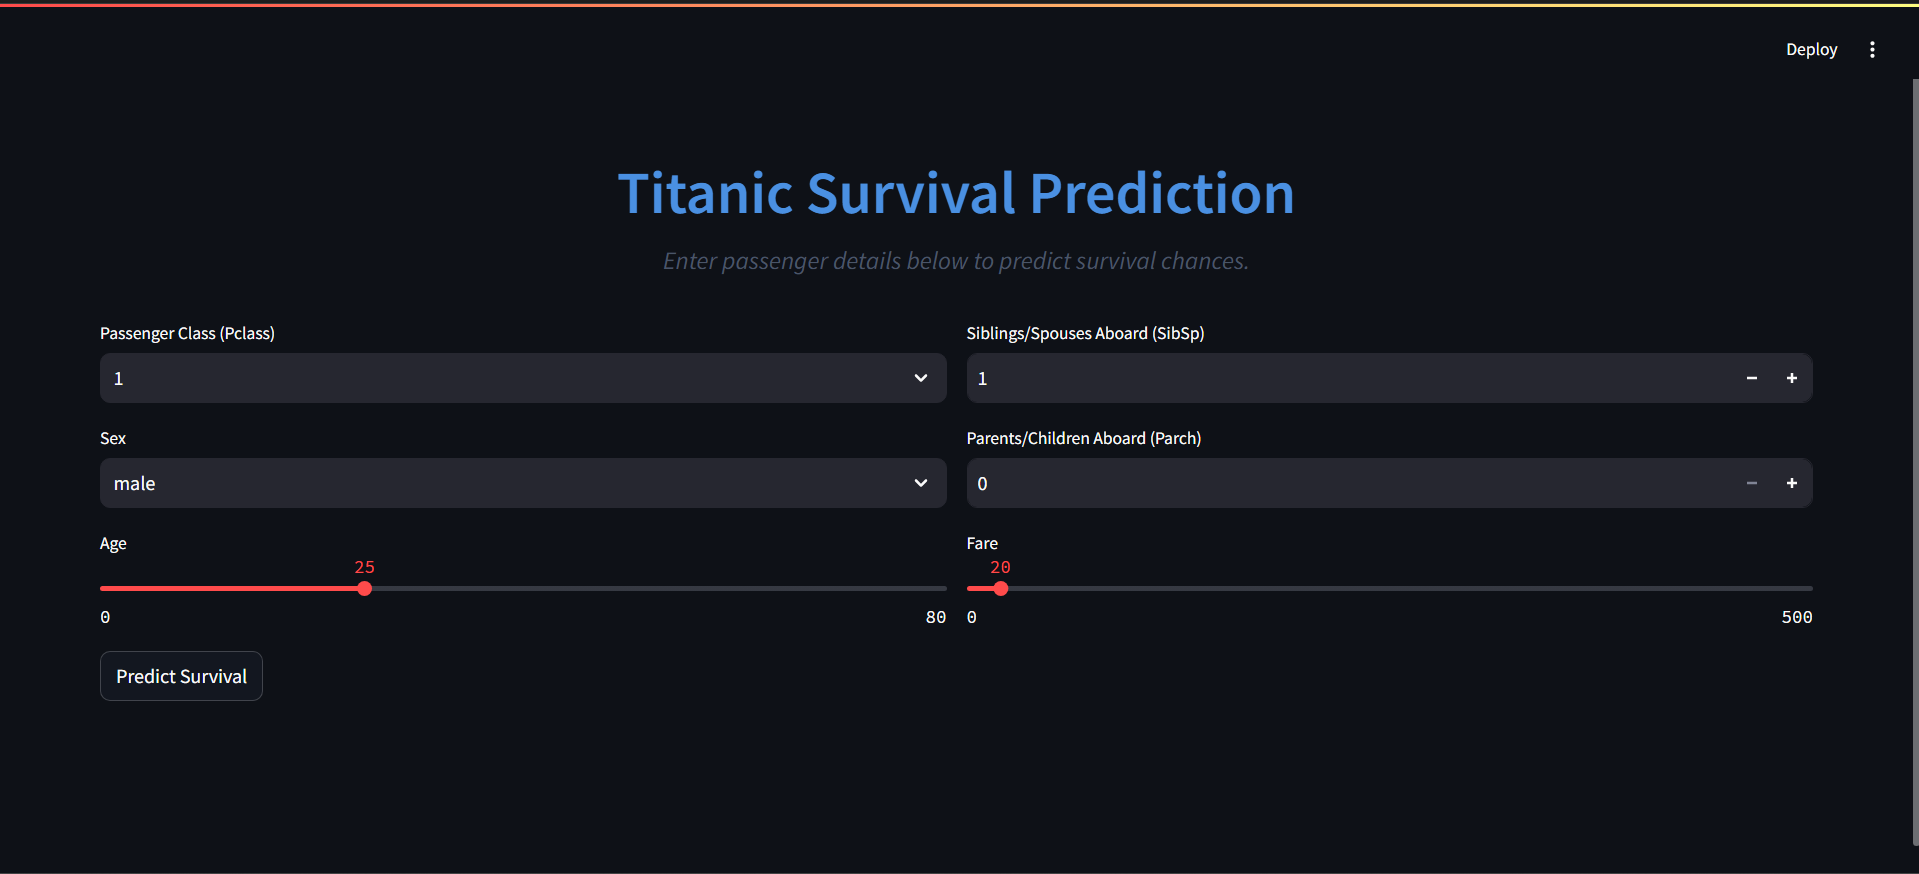 Deploy
Titanic Survival Prediction
Enter passenger details below to predict survival chances.
Passenger Class (Pclass)
1
Siblings/Spouses Aboard (SibSp)
1
Sex
male
Parents/Children Aboard (Parch)
0
Age
25
0 80
Fare
20
0 500
Predict Survival